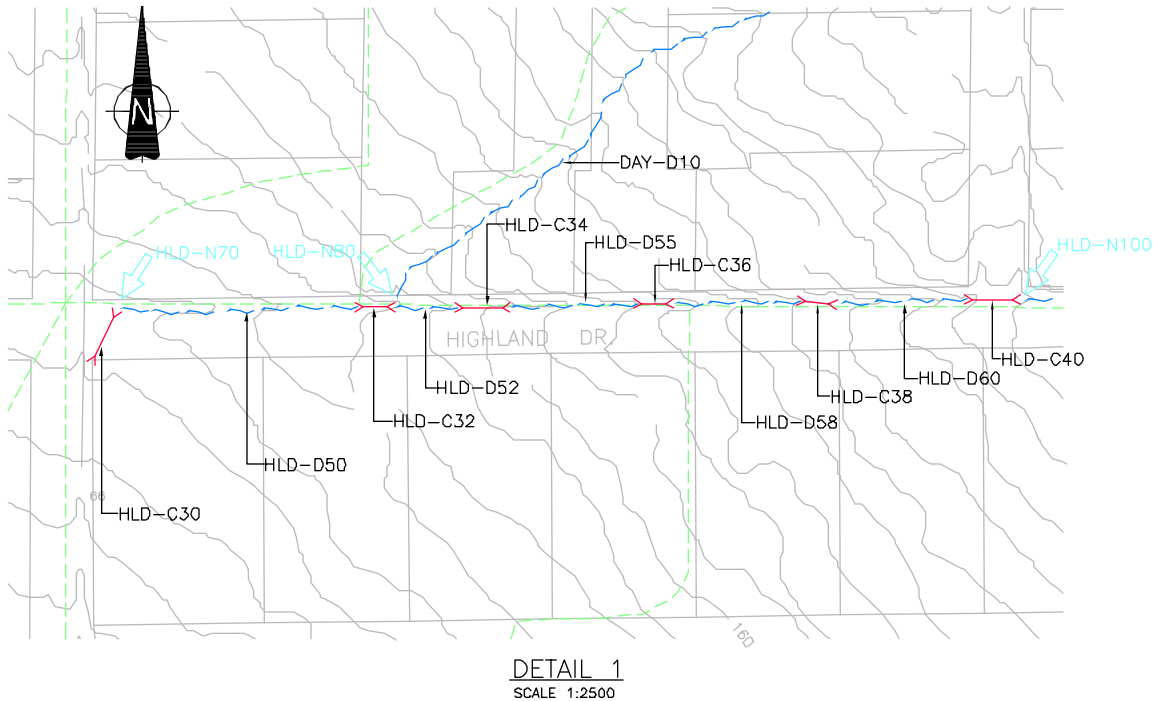 N
DAY-D10
HLD-C34
HLD-D55
HLD-N70
HLD-N80
HLD-N100
HLD-C36
HIGHLAND DR.
HLD-C40
HLD-D60
HLD-D52
HLD-C38
HLD-C32
HLD-D58
HLD-D50
66
HLD-C30
160
DETAIL 1
SCALE 1:2500